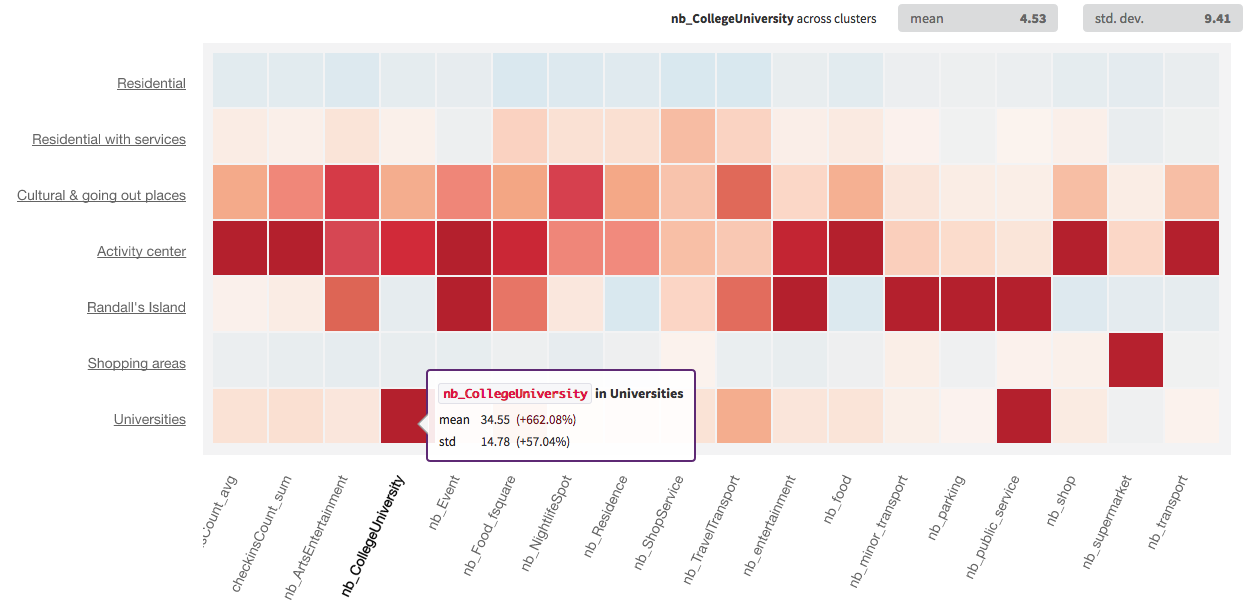 nb_CollegeUniversity across clusters mean 4.53 std. dev. 9.41
Residential
Residential with services
Cultural & going out places
Activity center
Randall's Island
Shopping areas
Universities
nb_CollegeUniversity in Universities
mean 34.55 (+662.08%)
std 14.78 (+57.04%)
sCount_avg
checkinsCount_sum
nb_ArtsEntertainment
nb_CollegeUniversity
nb_Event
nb_Food_fsquare
nb_NightlifeSpot
nb_Residence
nb_ShopService
nb_TravelTransport
nb_entertainment
nb_food
nb_minor_transport
nb_parking
nb_public_service
nb_shop
nb_supermarket
nb_transport